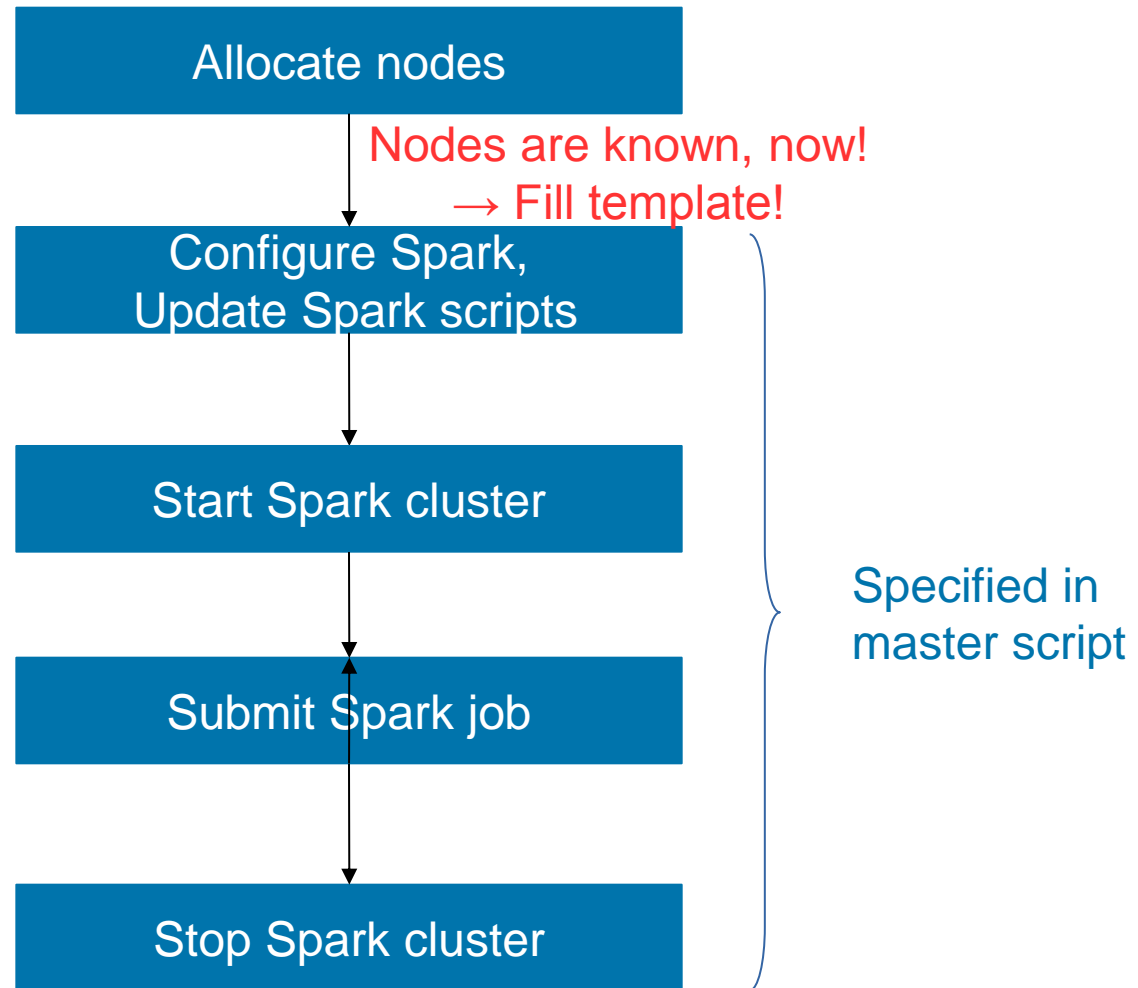 Allocate nodes
Nodes are known, now!
→ Fill template!
Configure Spark,
Update Spark scripts
Start Spark cluster
Specified in
master script
Submit Spark job
Stop Spark cluster